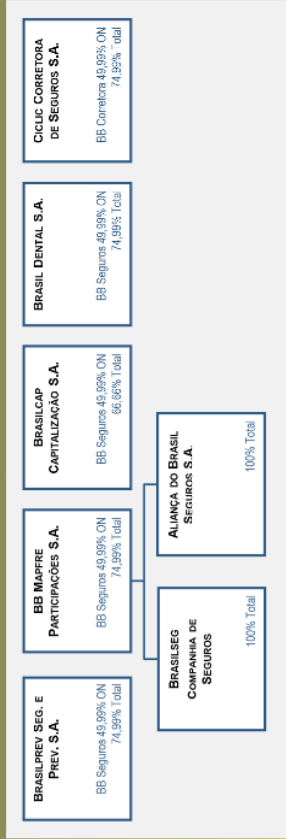 BRASILPREV SEG. E
PREV. S.A.
BB Seguros 49,99% ON
74,99% Total
BB MAPFRE
PARTICIPAÇÕES S.A.
BB Seguros 49,99% ON
74,99% Total
BRASILCAP
CAPITALIZAÇÃO S.A.
BB Seguros 49,99% ON
66,66% Total
BRASIL DENTAL S.A.
BB Seguros 49,99% ON
74,99% Total
CICLIC CORRETORA
DE SEGUROS S.A.
BB Corretora 49,99% ON
74,99% Total
BRASILSEG
COMPANHIA DE
SEGUROS
100% Total
ALIANÇA DO BRASIL
SEGUROS S.A.
100% Total